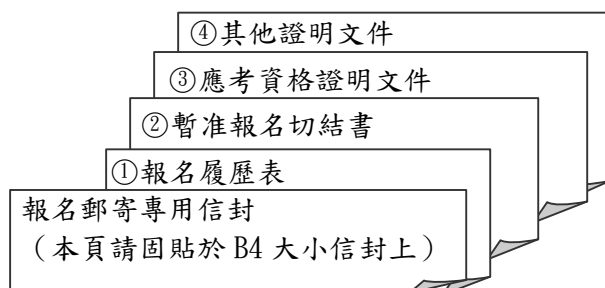 ④其他證明文件
③應考資格證明文件
②暫准報名切結書
①報名履歷表
報名郵寄專用信封
（本頁請固貼於 B4 大小信封上）